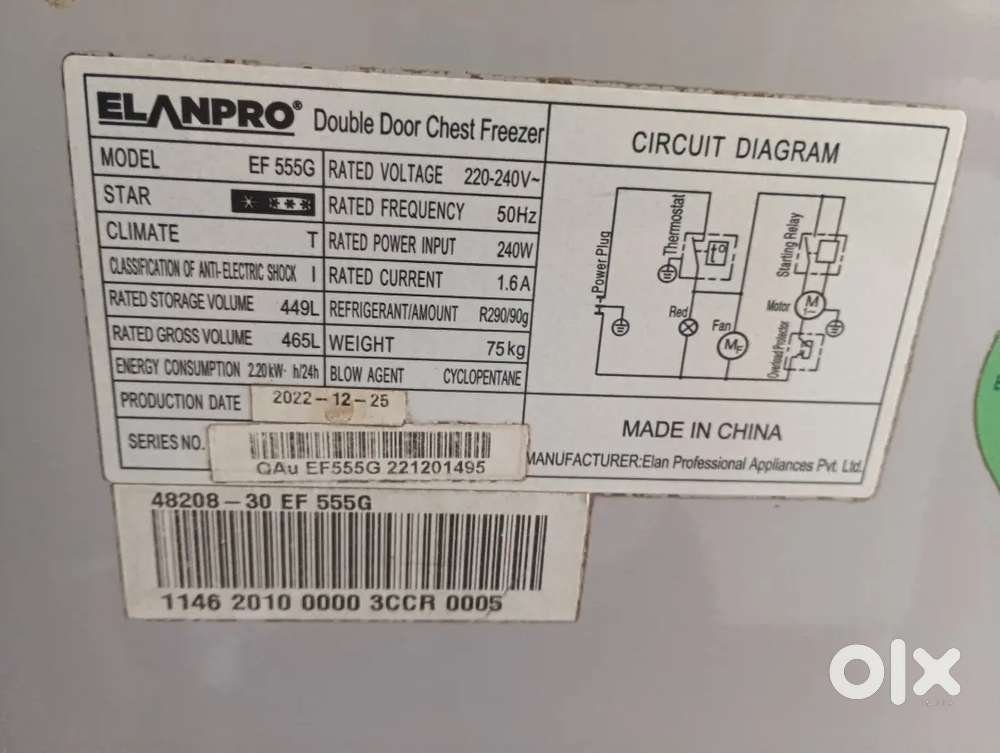 ELANPRO® Double Door Chest Freezer
MODEL EF 555G
STAR
CLIMATE T
CLASSIFICATION OF ANTI-ELECTRIC SHOCK I
RATED STORAGE VOLUME 449L
RATED GROSS VOLUME 465L
ENERGY CONSUMPTION 2.20kW·h/24h
PRODUCTION DATE 2022-12-25
SERIES NO.
QAu EF555G 221201495
RATED VOLTAGE 220-240V~
RATED FREQUENCY 50Hz
RATED POWER INPUT 240W
RATED CURRENT 1.6A
REFRIGERANT/AMOUNT R290/90g
WEIGHT 75kg
BLOW AGENT CYCLOPENTANE
CIRCUIT DIAGRAM
Power Plug
Thermostat
t°
Red
Fan
MF
Starting Relay
Motor
M
1~
Overload Protector
MADE IN CHINA
MANUFACTURER:Elan Professional Appliances Pvt. Ltd.
48208-30 EF 555G
1146 2010 0000 3CCR 0005
olx